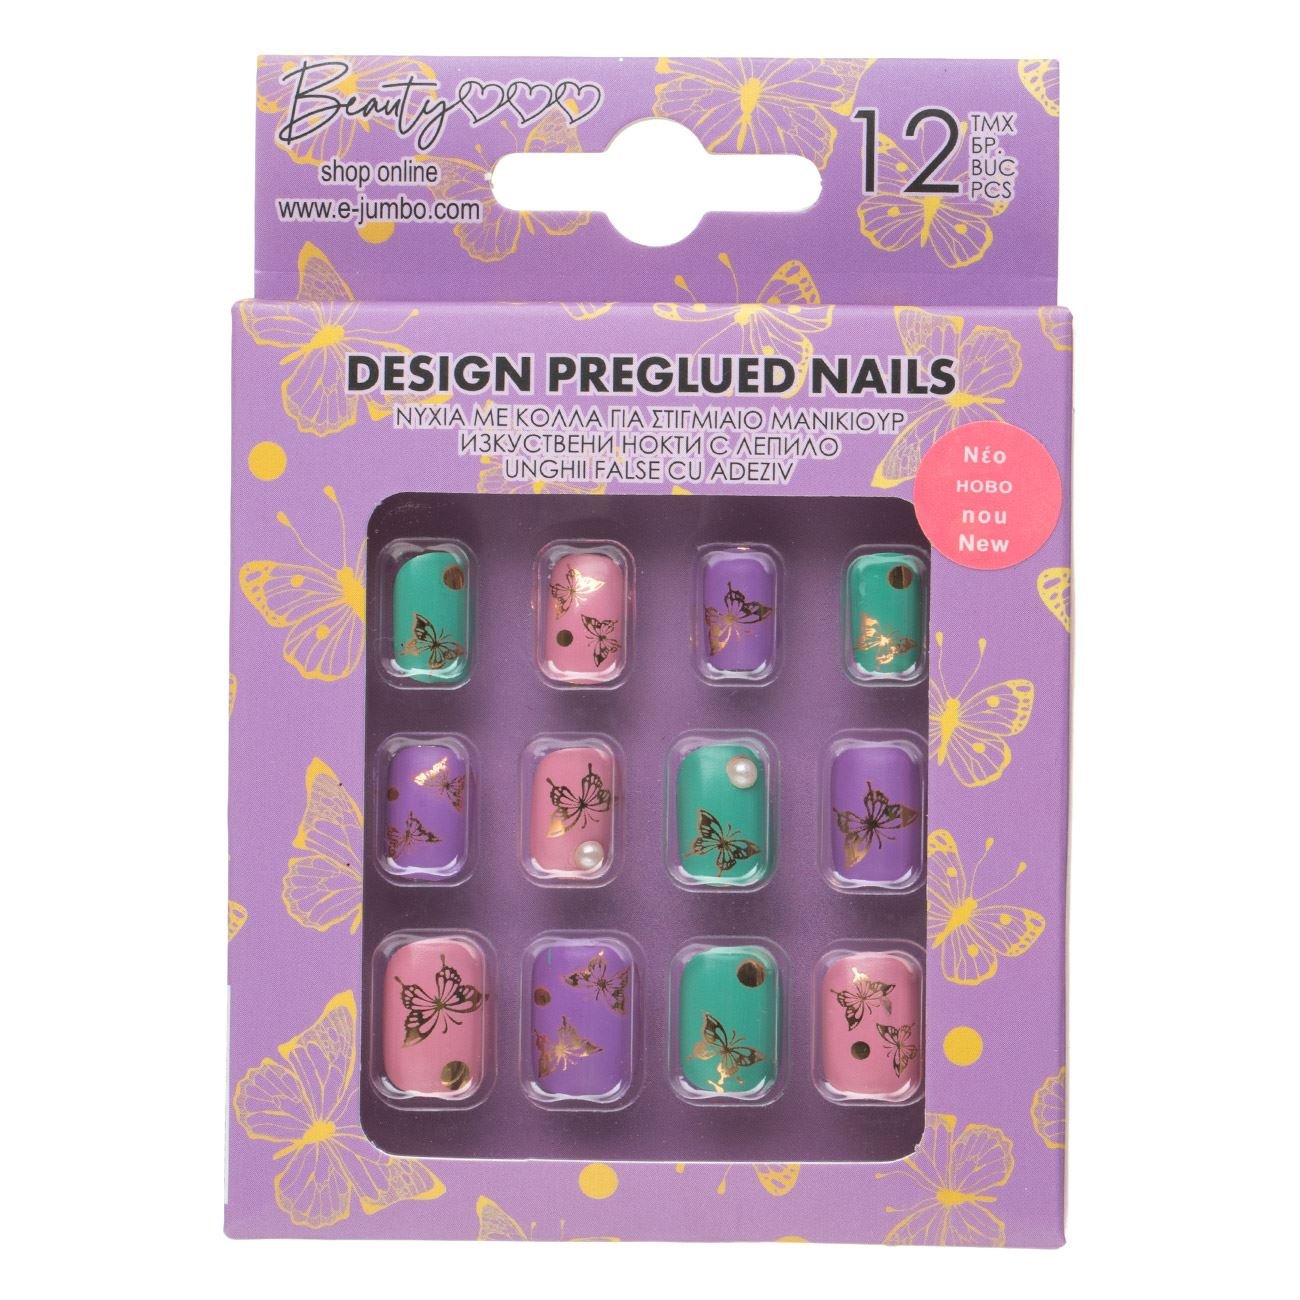 Beauty
shop online
www.e-jumbo.com
12
ΤΜΧ
БР.
BUC
PCS
DESIGN PREGLUED NAILS
ΝΥΧΙΑ ΜΕ ΚΟΛΛΑ ΓΙΑ ΣΤΙΓΜΙΑΙΟ ΜΑΝΙΚΙΟΥΡ
ИЗКУСТВЕНИ НОКТИ С ЛЕПИЛО
UNGHII FALSE CU ADEZIV
Νέο
НОВО
nou
New